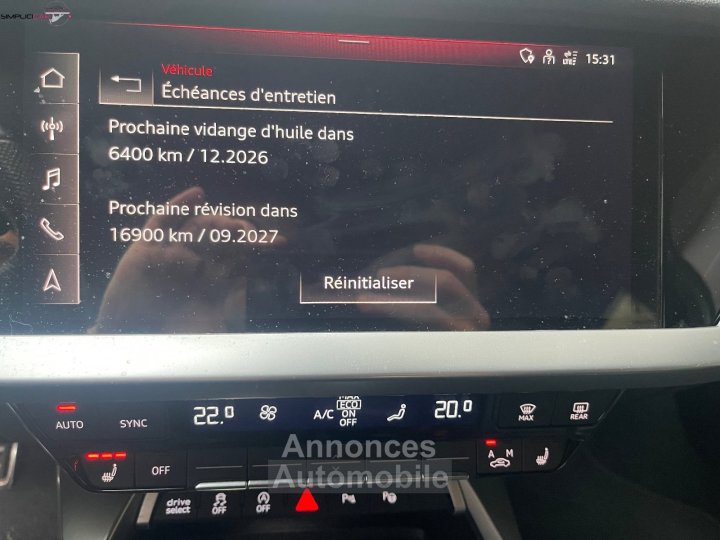 SIMPLICI
15:31
Véhicule
Échéances d'entretien
Prochaine vidange d'huile dans
6400 km / 12.2026
Prochaine révision dans
16900 km / 09.2027
Réinitialiser
AUTO
SYNC
22.0
A/C
MAX
ECO
ON
OFF
20.0
MAX
REAR
OFF
A M
drive
select
OFF
OFF
Annonces
Automobile